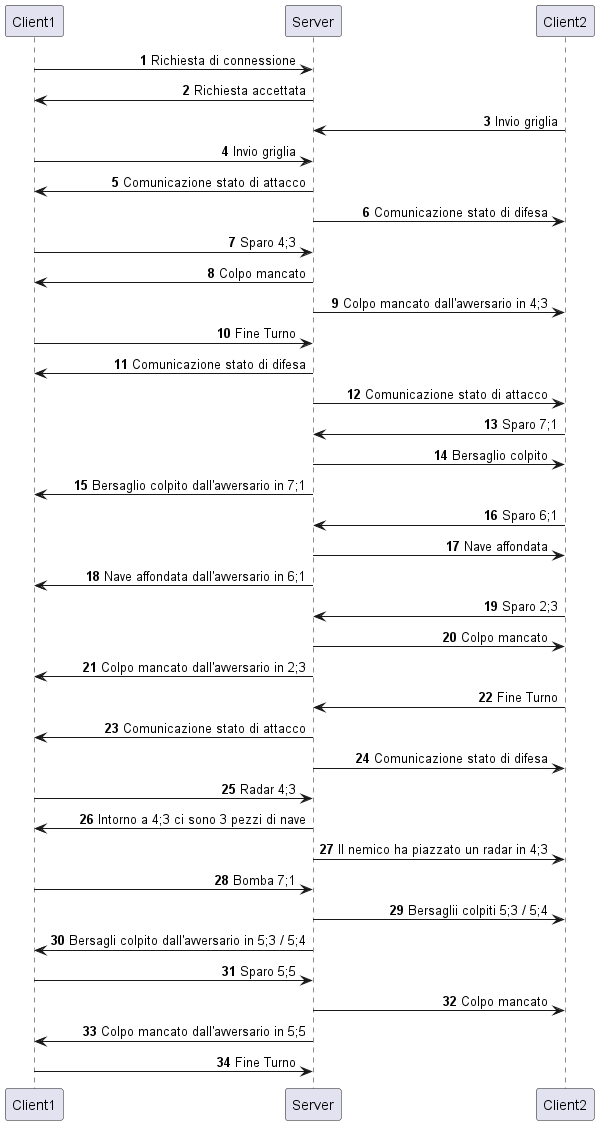 Client1 Server Client2
1 Richiesta di connessione
2 Richiesta accettata
3 Invio griglia
4 Invio griglia
5 Comunicazione stato di attacco
6 Comunicazione stato di difesa
7 Sparo 4;3
8 Colpo mancato
9 Colpo mancato dall'avversario in 4;3
10 Fine Turno
11 Comunicazione stato di difesa
12 Comunicazione stato di attacco
13 Sparo 7;1
14 Bersaglio colpito
15 Bersaglio colpito dall'avversario in 7;1
16 Sparo 6;1
17 Nave affondata
18 Nave affondata dall'avversario in 6;1
19 Sparo 2;3
20 Colpo mancato
21 Colpo mancato dall'avversario in 2;3
22 Fine Turno
23 Comunicazione stato di attacco
24 Comunicazione stato di difesa
25 Radar 4;3
26 Intorno a 4;3 ci sono 3 pezzi di nave
27 Il nemico ha piazzato un radar in 4;3
28 Bomba 7;1
29 Bersaglii colpiti 5;3 / 5;4
30 Bersagli colpito dall'avversario in 5;3 / 5;4
31 Sparo 5;5
32 Colpo mancato
33 Colpo mancato dall'avversario in 5;5
34 Fine Turno
Client1 Server Client2